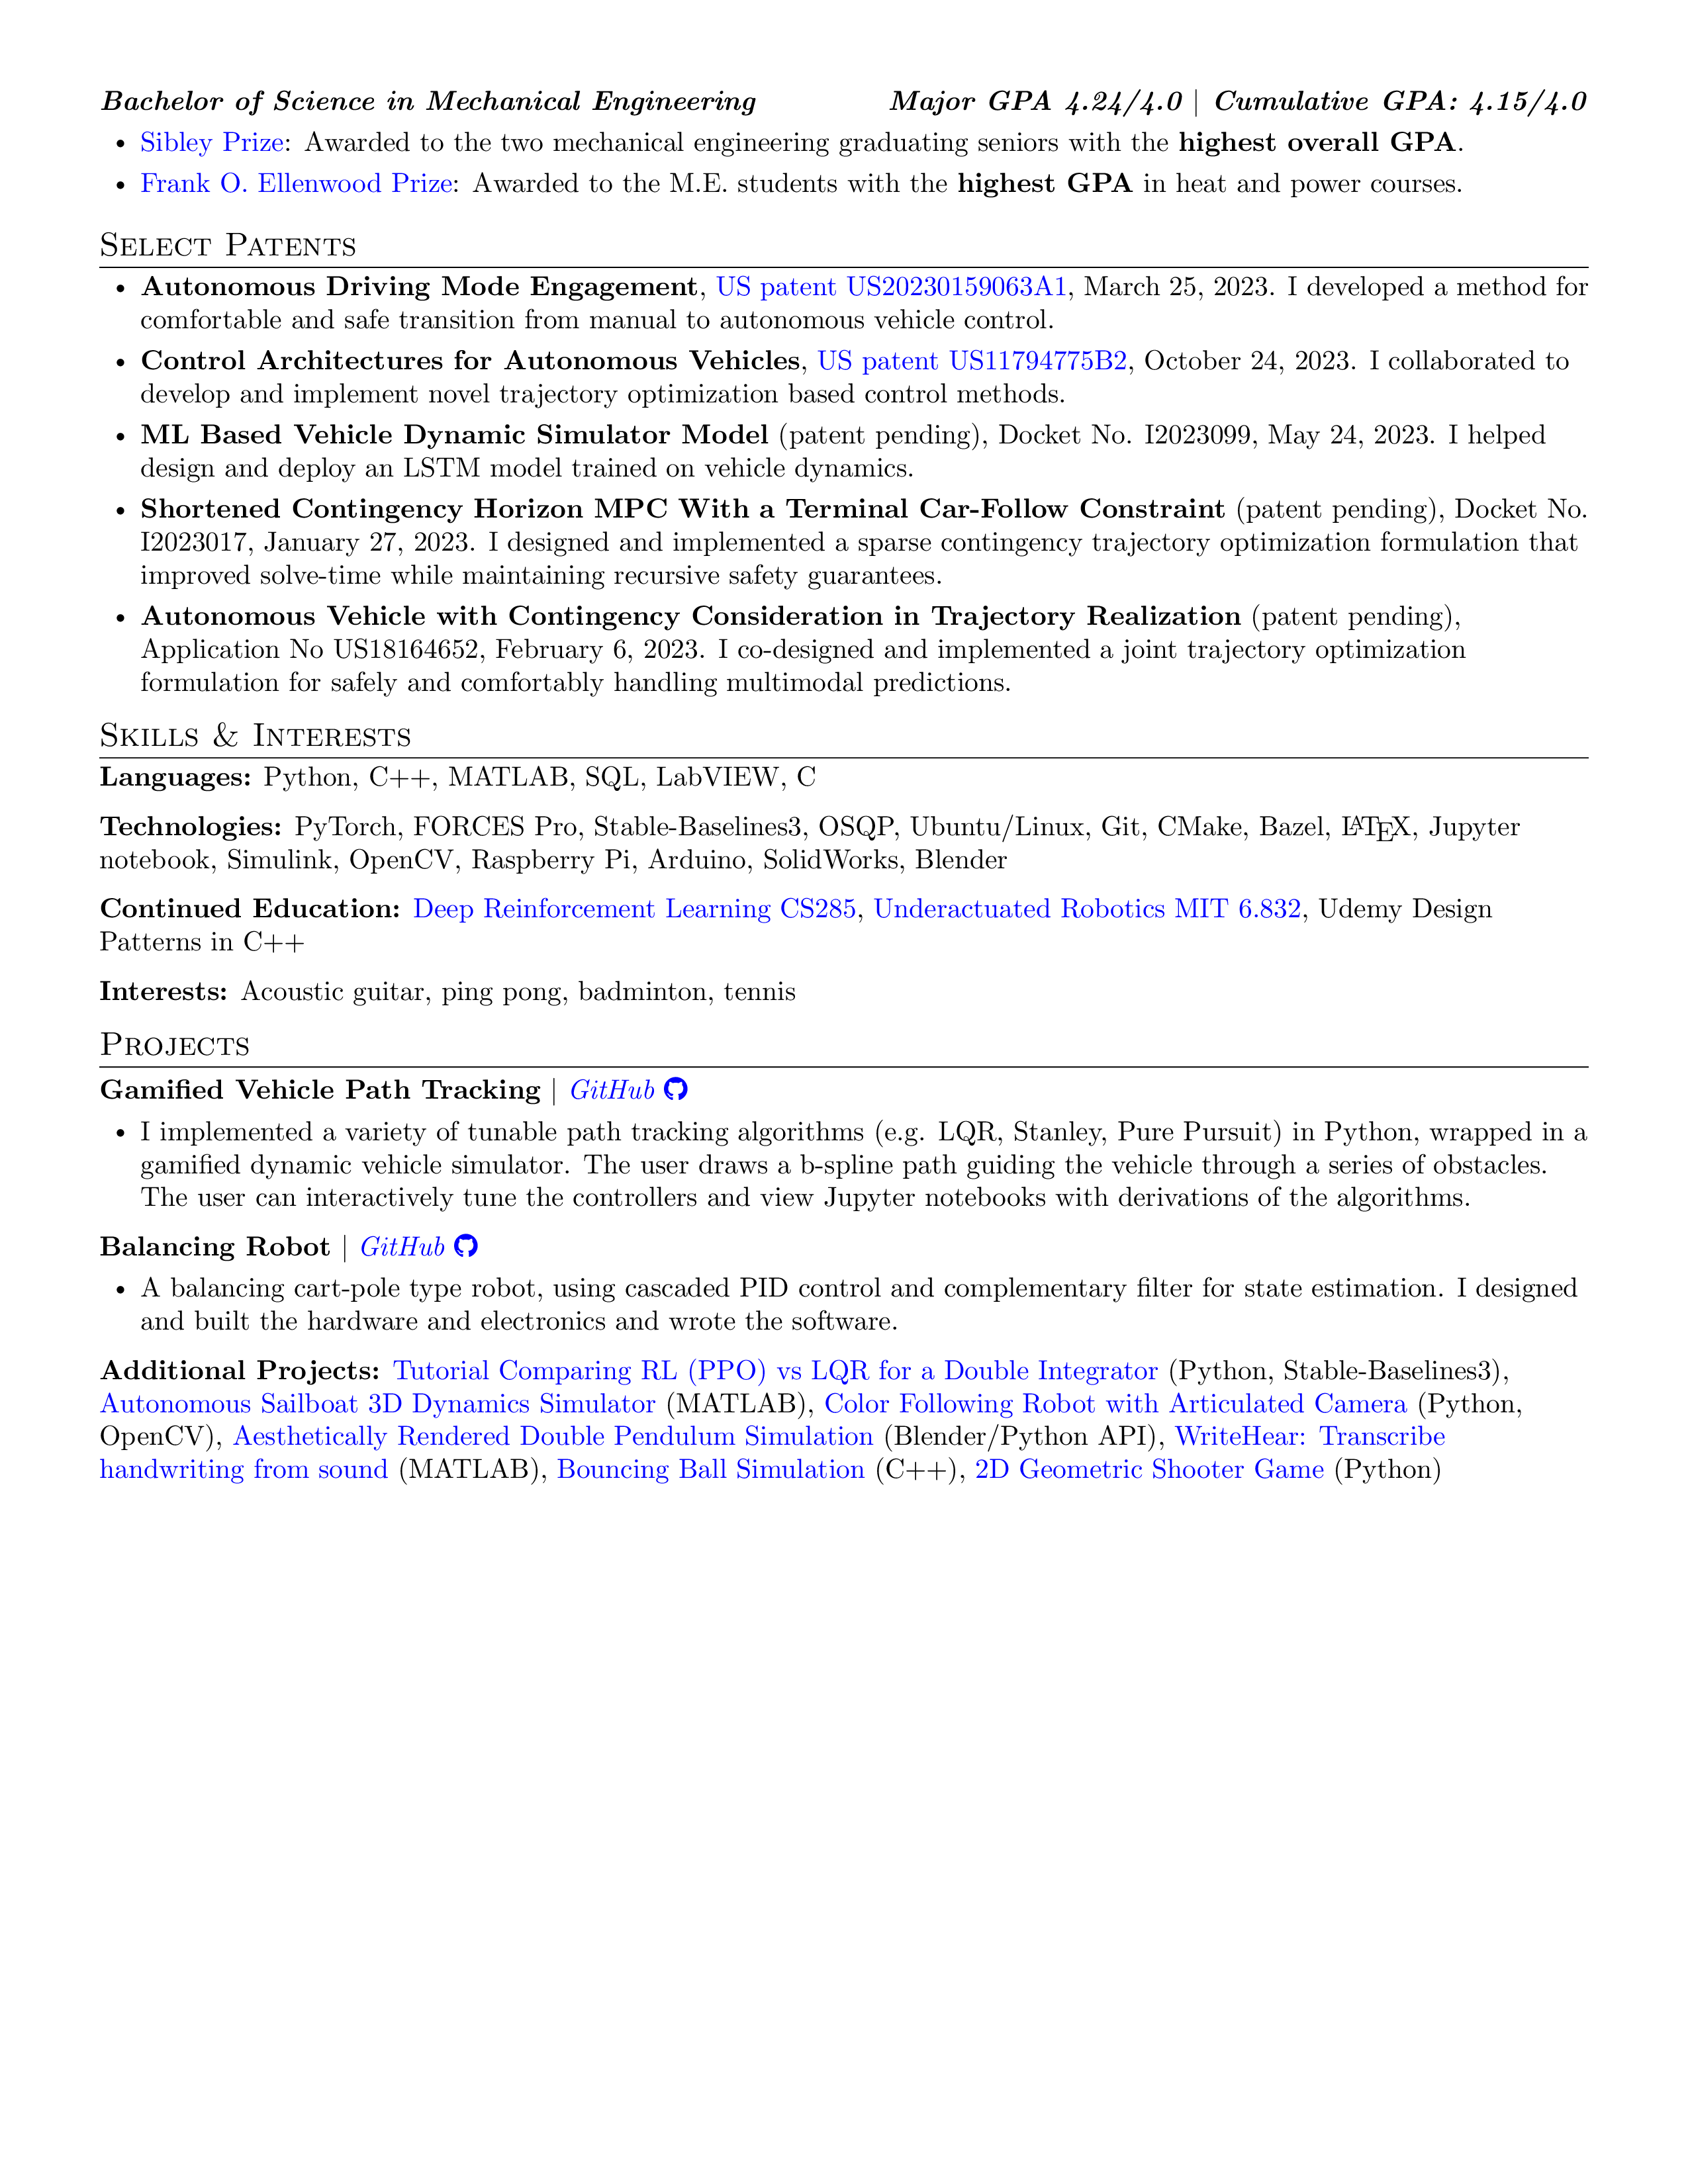 Bachelor of Science in Mechanical Engineering Major GPA 4.24/4.0 | Cumulative GPA: 4.15/4.0
• Sibley Prize: Awarded to the two mechanical engineering graduating seniors with the highest overall GPA.
• Frank O. Ellenwood Prize: Awarded to the M.E. students with the highest GPA in heat and power courses.
Select Patents
• Autonomous Driving Mode Engagement, US patent US20230159063A1, March 25, 2023. I developed a method for
comfortable and safe transition from manual to autonomous vehicle control.
• Control Architectures for Autonomous Vehicles, US patent US11794775B2, October 24, 2023. I collaborated to
develop and implement novel trajectory optimization based control methods.
• ML Based Vehicle Dynamic Simulator Model (patent pending), Docket No. I2023099, May 24, 2023. I helped
design and deploy an LSTM model trained on vehicle dynamics.
• Shortened Contingency Horizon MPC With a Terminal Car-Follow Constraint (patent pending), Docket No.
I2023017, January 27, 2023. I designed and implemented a sparse contingency trajectory optimization formulation that
improved solve-time while maintaining recursive safety guarantees.
• Autonomous Vehicle with Contingency Consideration in Trajectory Realization (patent pending),
Application No US18164652, February 6, 2023. I co-designed and implemented a joint trajectory optimization
formulation for safely and comfortably handling multimodal predictions.
Skills & Interests
Languages: Python, C++, MATLAB, SQL, LabVIEW, C
Technologies: PyTorch, FORCES Pro, Stable-Baselines3, OSQP, Ubuntu/Linux, Git, CMake, Bazel, LATEX, Jupyter
notebook, Simulink, OpenCV, Raspberry Pi, Arduino, SolidWorks, Blender
Continued Education: Deep Reinforcement Learning CS285, Underactuated Robotics MIT 6.832, Udemy Design
Patterns in C++
Interests: Acoustic guitar, ping pong, badminton, tennis
Projects
Gamified Vehicle Path Tracking | GitHub
• I implemented a variety of tunable path tracking algorithms (e.g. LQR, Stanley, Pure Pursuit) in Python, wrapped in a
gamified dynamic vehicle simulator. The user draws a b-spline path guiding the vehicle through a series of obstacles.
The user can interactively tune the controllers and view Jupyter notebooks with derivations of the algorithms.
Balancing Robot | GitHub
• A balancing cart-pole type robot, using cascaded PID control and complementary filter for state estimation. I designed
and built the hardware and electronics and wrote the software.
Additional Projects: Tutorial Comparing RL (PPO) vs LQR for a Double Integrator (Python, Stable-Baselines3),
Autonomous Sailboat 3D Dynamics Simulator (MATLAB), Color Following Robot with Articulated Camera (Python,
OpenCV), Aesthetically Rendered Double Pendulum Simulation (Blender/Python API), WriteHear: Transcribe
handwriting from sound (MATLAB), Bouncing Ball Simulation (C++), 2D Geometric Shooter Game (Python)